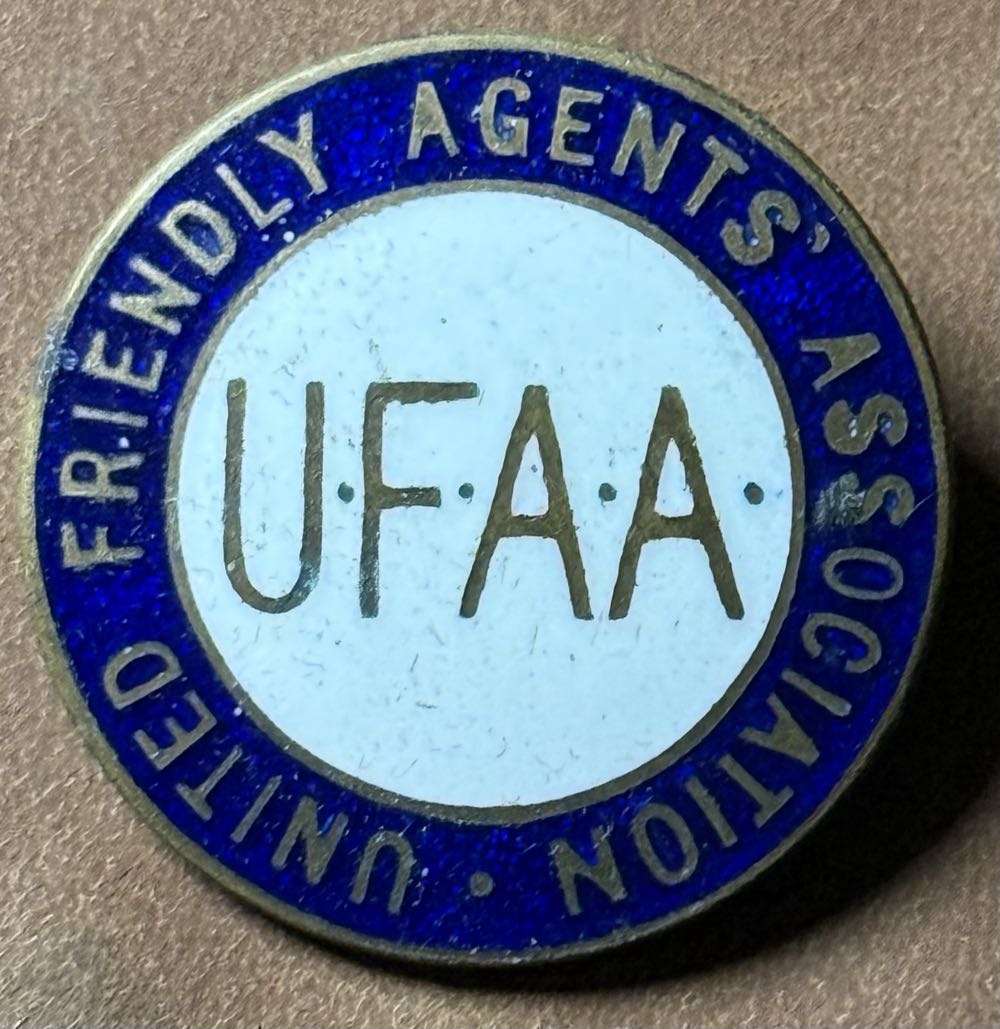 UNITED FRIENDLY AGENTS' ASSOCIATION ·
U·F·A·A·